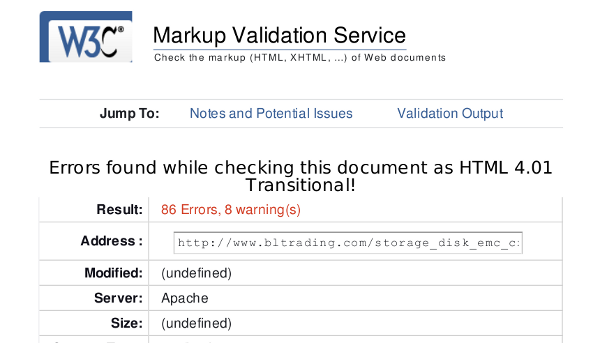 W3C®
Markup Validation Service
Check the markup (HTML, XHTML, …) of Web documents
Jump To: Notes and Potential Issues Validation Output
Errors found while checking this document as HTML 4.01
Transitional!
Result: 86 Errors, 8 warning(s)
Address : http://www.bltrading.com/storage_disk_emc_c
Modified: (undefined)
Server: Apache
Size: (undefined)